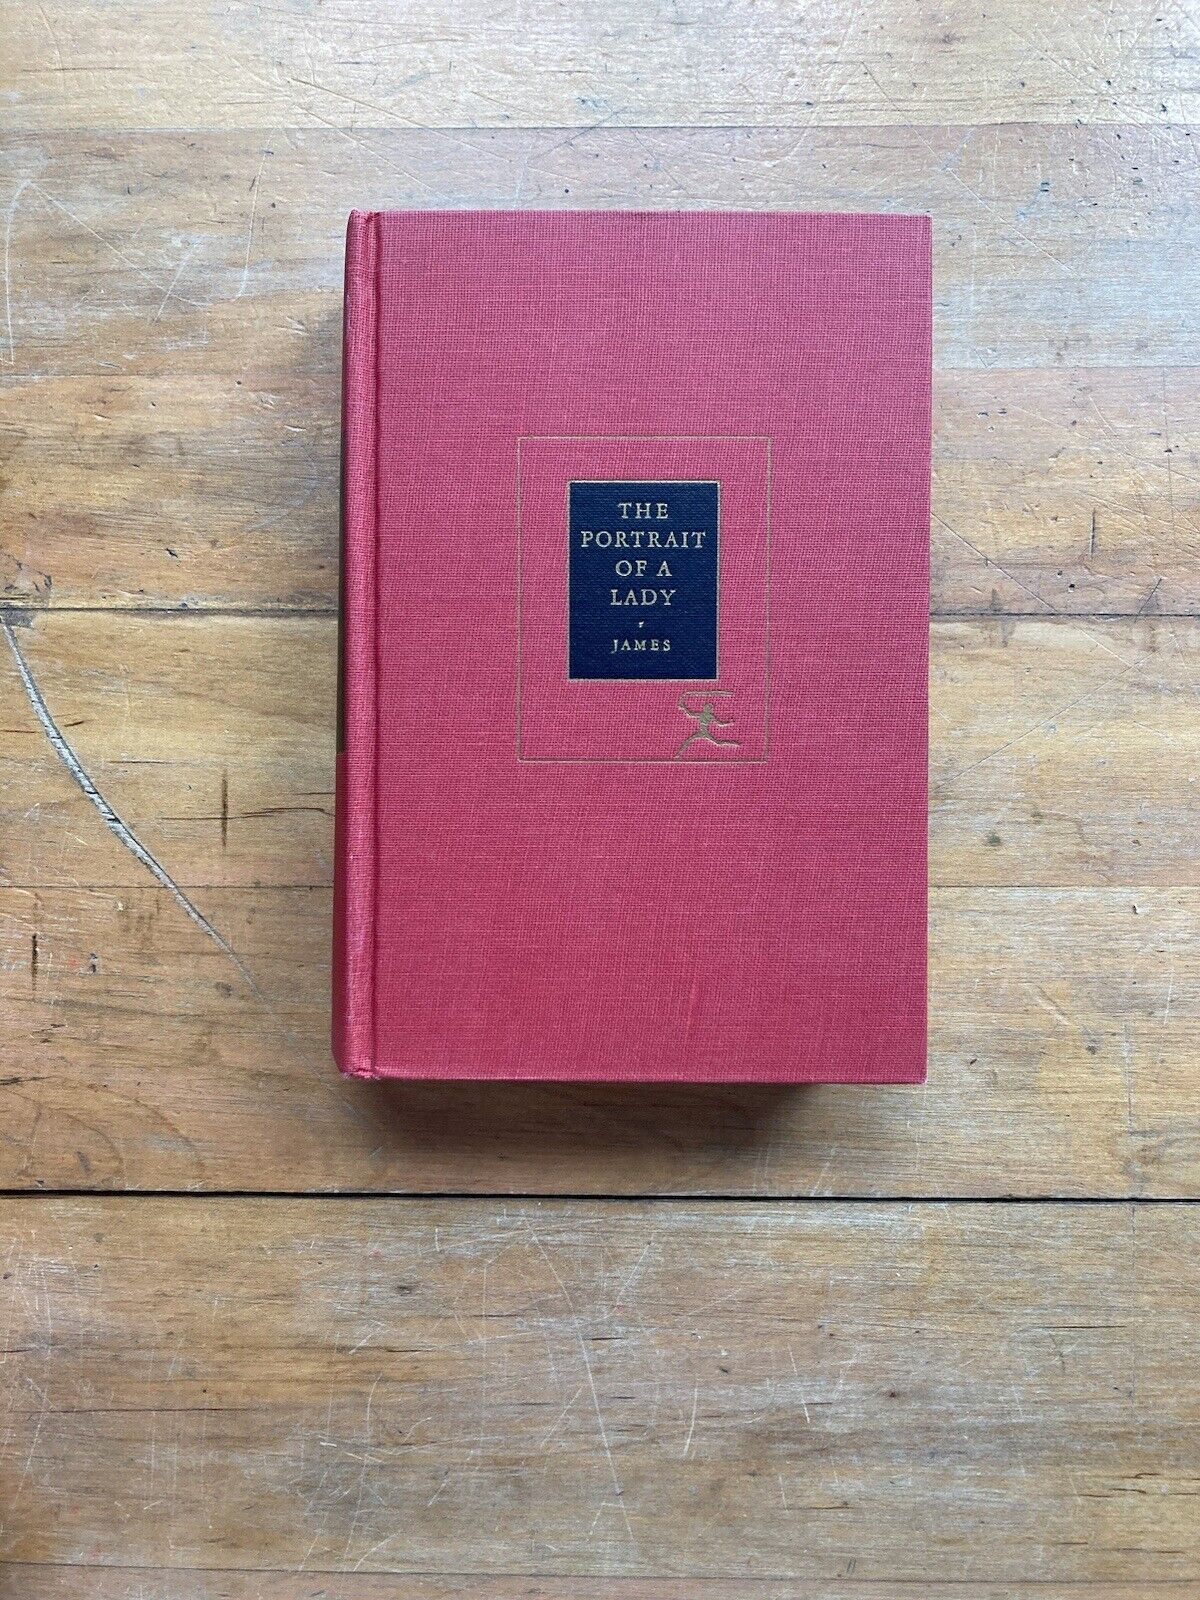 THE
PORTRAIT
OF A
LADY
JAMES